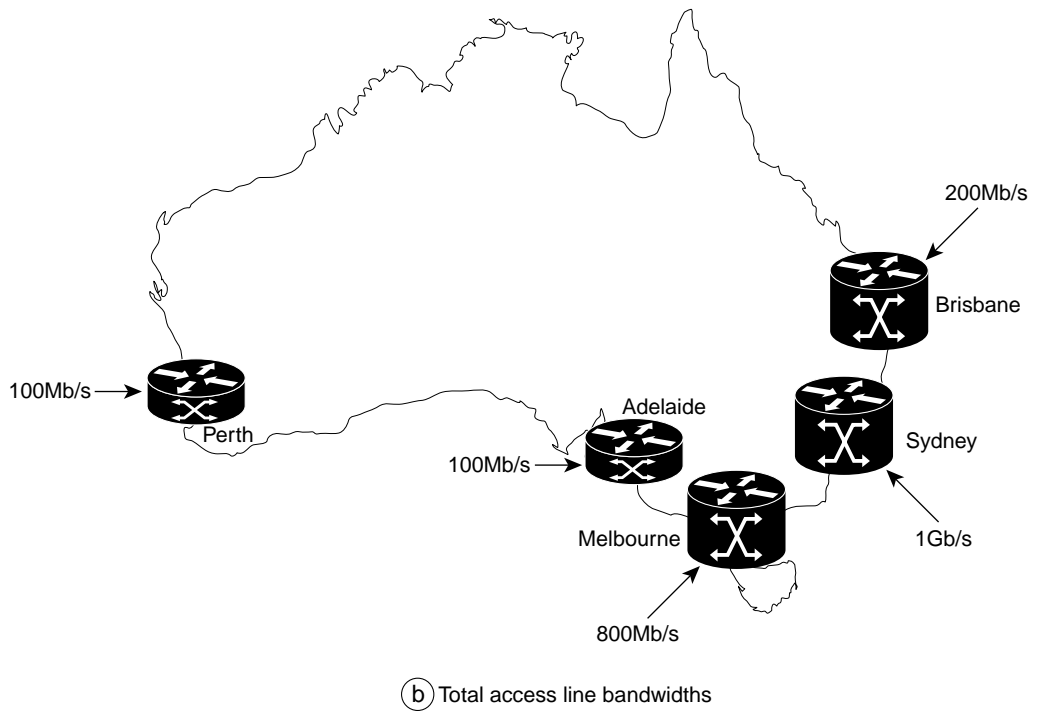 200Mb/s
Brisbane
100Mb/s
Perth
Adelaide
100Mb/s
Sydney
Melbourne
1Gb/s
800Mb/s
b Total access line bandwidths